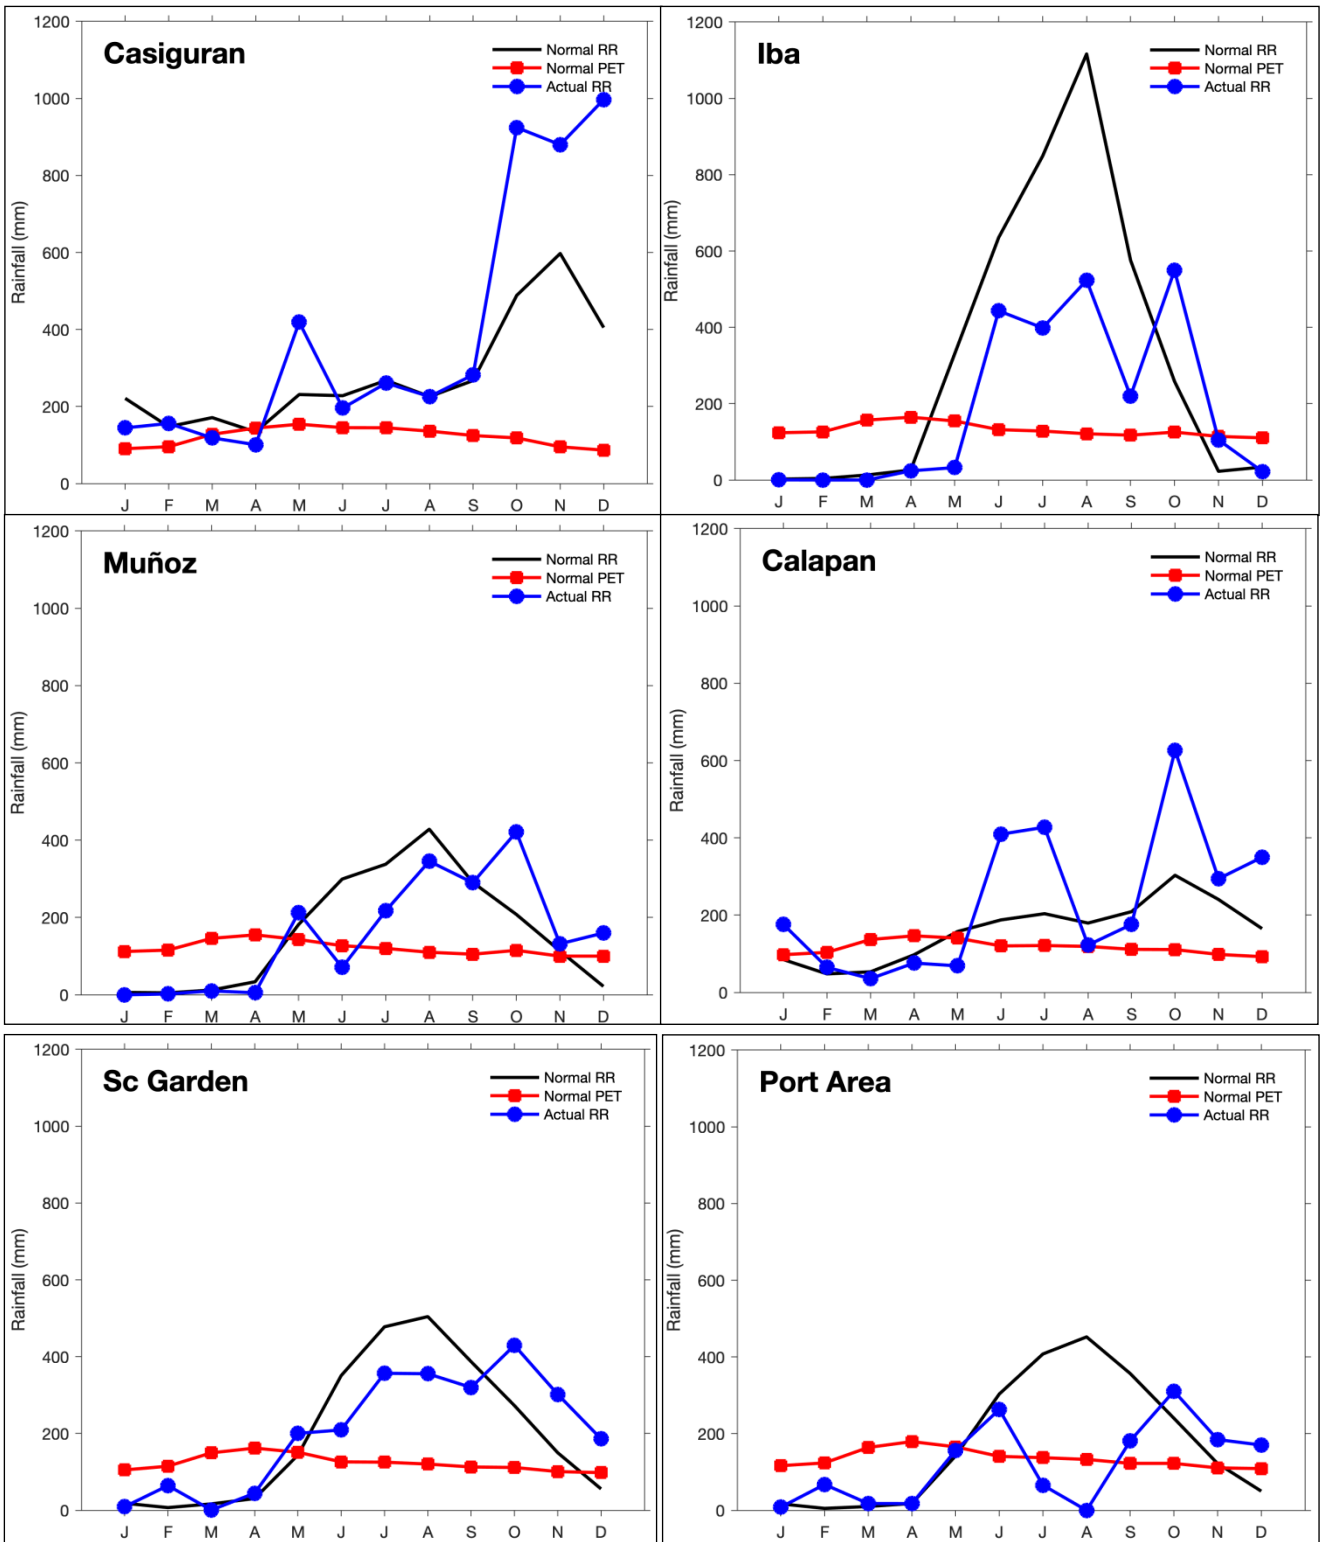 Casiguran
Normal RR
Normal PET
Actual RR
1200
1000
800
600
400
200
0
Rainfall (mm)
J F M A M J J A S O N D
Iba
Normal RR
Normal PET
Actual RR
1200
1000
800
600
400
200
0
Rainfall (mm)
J F M A M J J A S O N D
Muñoz
Normal RR
Normal PET
Actual RR
1200
1000
800
600
400
200
0
Rainfall (mm)
J F M A M J J A S O N D
Calapan
Normal RR
Normal PET
Actual RR
1200
1000
800
600
400
200
0
Rainfall (mm)
J F M A M J J A S O N D
Sc Garden
Normal RR
Normal PET
Actual RR
1200
1000
800
600
400
200
0
Rainfall (mm)
J F M A M J J A S O N D
Port Area
Normal RR
Normal PET
Actual RR
1200
1000
800
600
400
200
0
Rainfall (mm)
J F M A M J J A S O N D